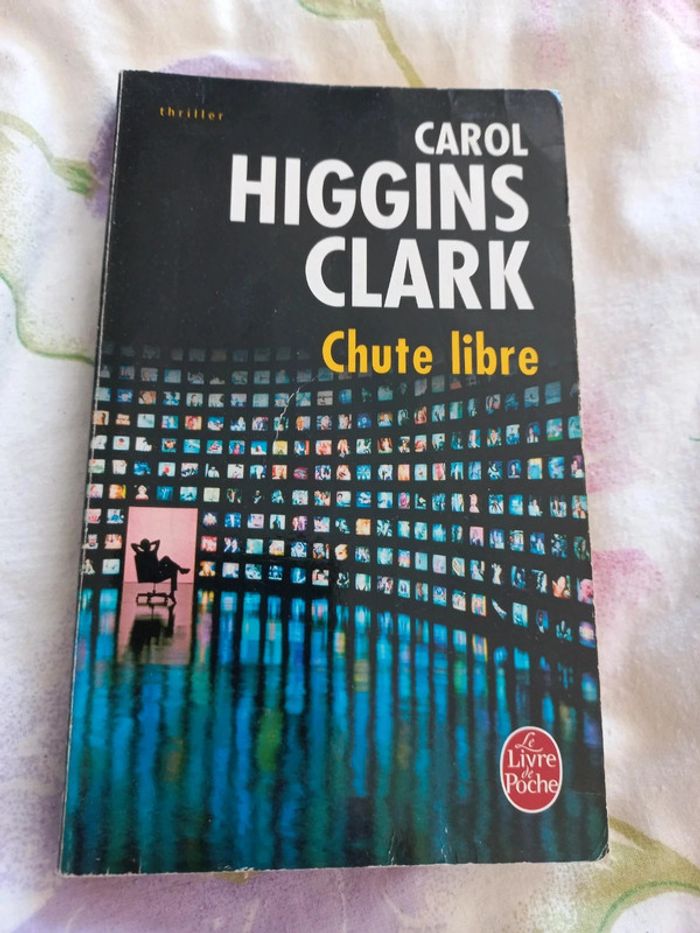 thriller
CAROL
HIGGINS
CLARK
Chute libre
Le
Livre
de
Poche